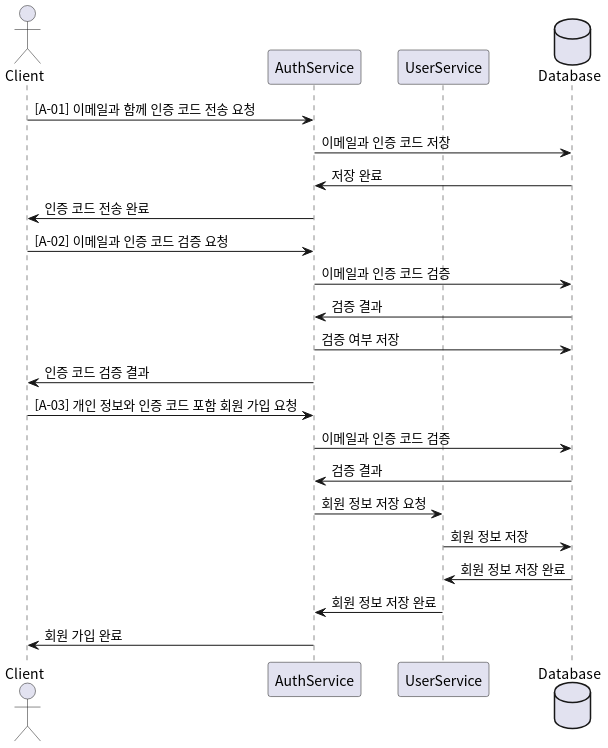 Client
AuthService
UserService
Database
[A-01] 이메일과 함께 인증 코드 전송 요청
이메일과 인증 코드 저장
저장 완료
인증 코드 전송 완료
[A-02] 이메일과 인증 코드 검증 요청
이메일과 인증 코드 검증
검증 결과
검증 여부 저장
인증 코드 검증 결과
[A-03] 개인 정보와 인증 코드 포함 회원 가입 요청
이메일과 인증 코드 검증
검증 결과
회원 정보 저장 요청
회원 정보 저장
회원 정보 저장 완료
회원 정보 저장 완료
회원 가입 완료
Client
AuthService
UserService
Database